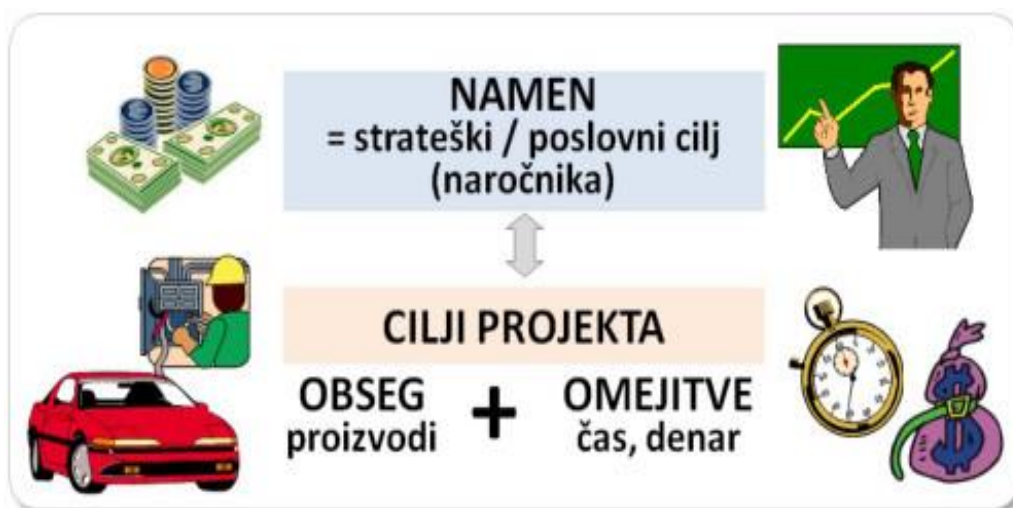 NAMEN
= strateški / poslovni cilj
(naročnika)
CILJI PROJEKTA
OBSEG + OMEJITVE
proizvodi čas, denar